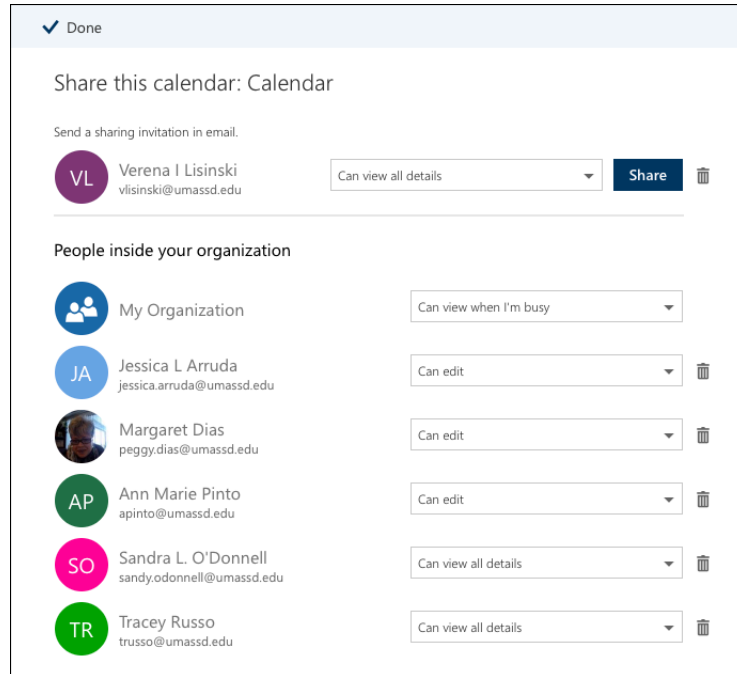 Done
Share this calendar: Calendar
Send a sharing invitation in email.
VL
Verena I Lisinski
vlisinski@umassd.edu
Can view all details
Share
People inside your organization
My Organization
Can view when I'm busy
JA
Jessica L Arruda
jessica.arruda@umassd.edu
Can edit
Margaret Dias
peggy.dias@umassd.edu
Can edit
AP
Ann Marie Pinto
apinto@umassd.edu
Can edit
SO
Sandra L. O'Donnell
sandy.odonnell@umassd.edu
Can view all details
TR
Tracey Russo
trusso@umassd.edu
Can view all details